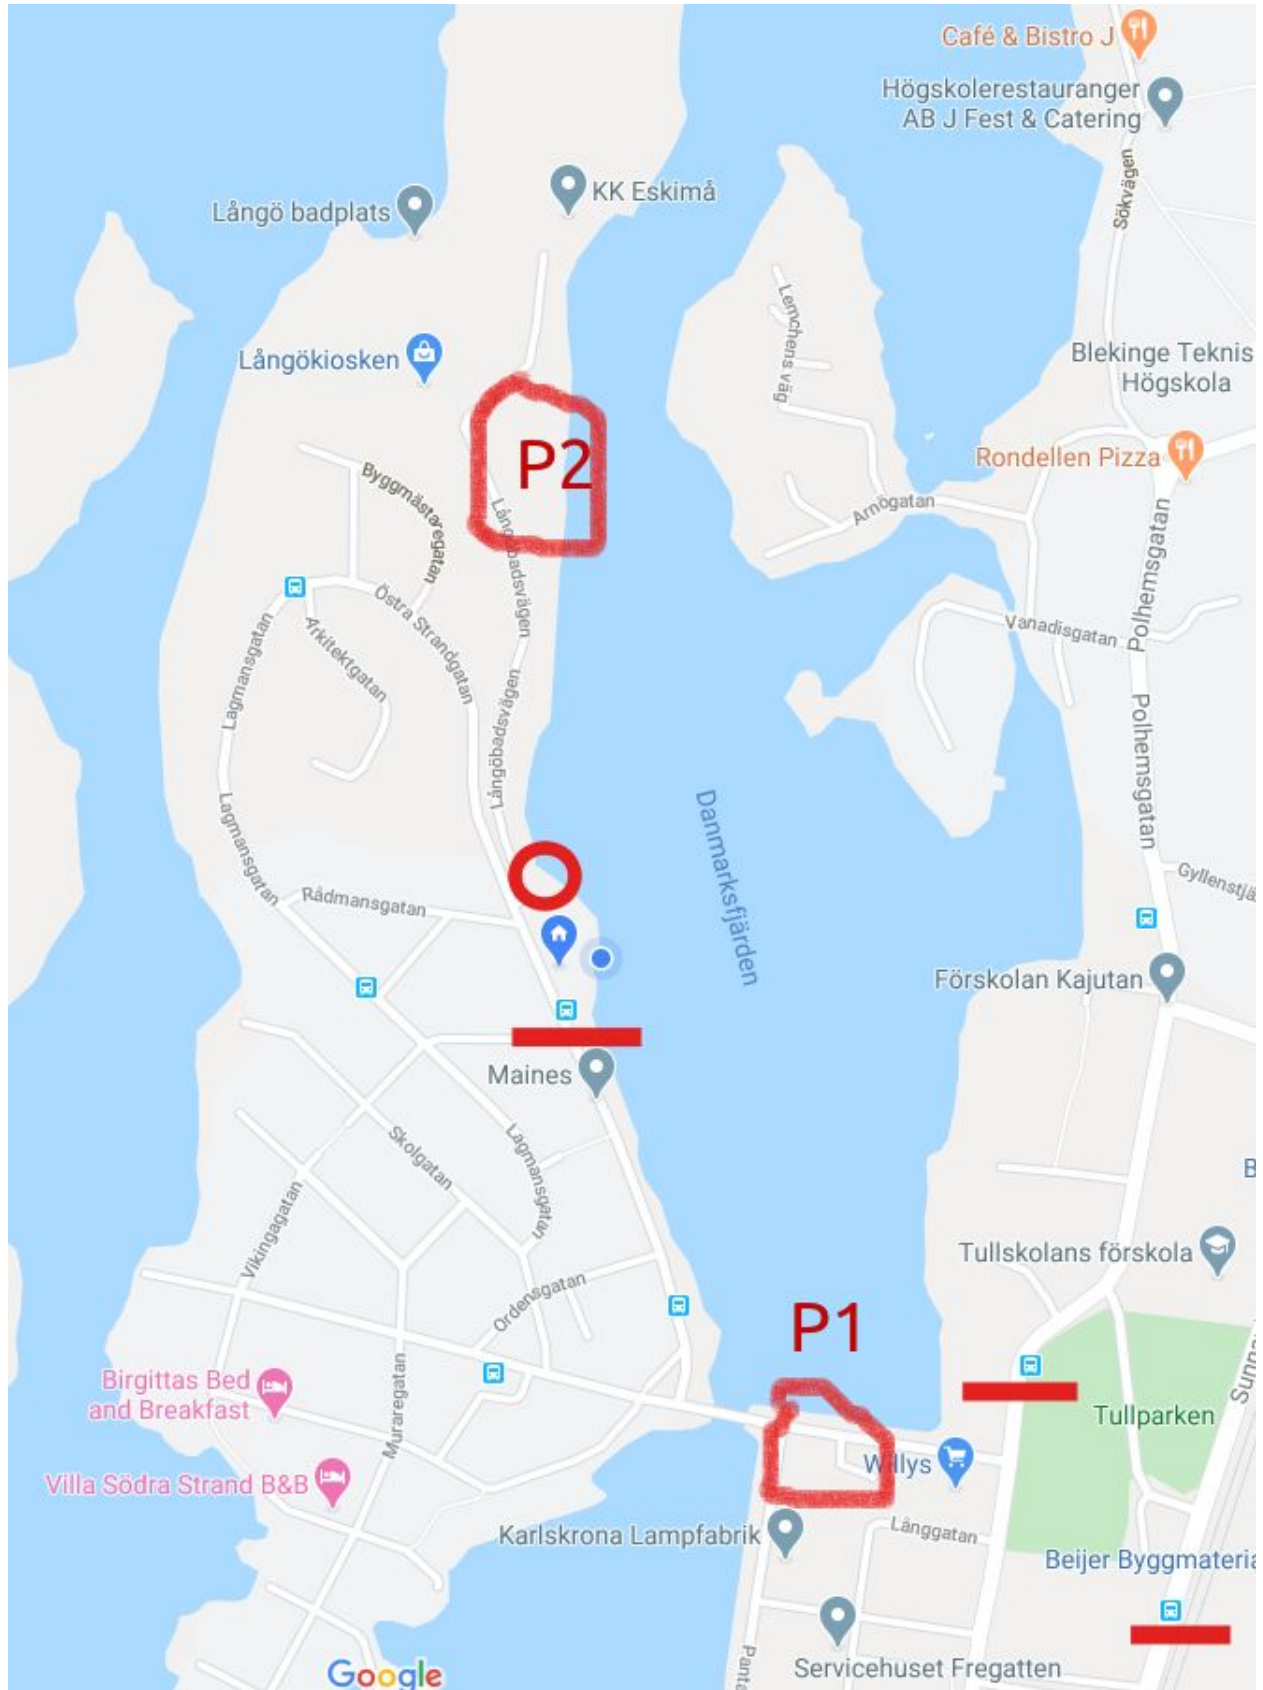 Café & Bistro J
Högskolerestauranger
AB J Fest & Catering
Sökvägen
KK Eskimå
Långö badplats
Lemchens väg
Långökiosken
Blekinge Teknis
Högskola
P2
Rondellen Pizza
Byggmästaregatan
Arnögatan
Långöbadsvägen
Polhemsgatan
Östra Strandgatan
Vanadisgatan
Lagmansgatan
Arkitektgatan
Långöbadsvägen
Polhemsgatan
Danmarksfjärden
Lagmansgatan
Rådmansgatan
Gyllenstjä
Förskolan Kajutan
Maines
Skolgatan
Lagmansgatan
B
Vikingagatan
Tullskolans förskola
Ordensgatan
P1
Sunna
Birgittas Bed
and Breakfast
Muraregatan
Tullparken
Willys
Villa Södra Strand B&B
Karlskrona Lampfabrik
Långgatan
Beijer Byggmateria
Panta
Servicehuset Fregatten
Google